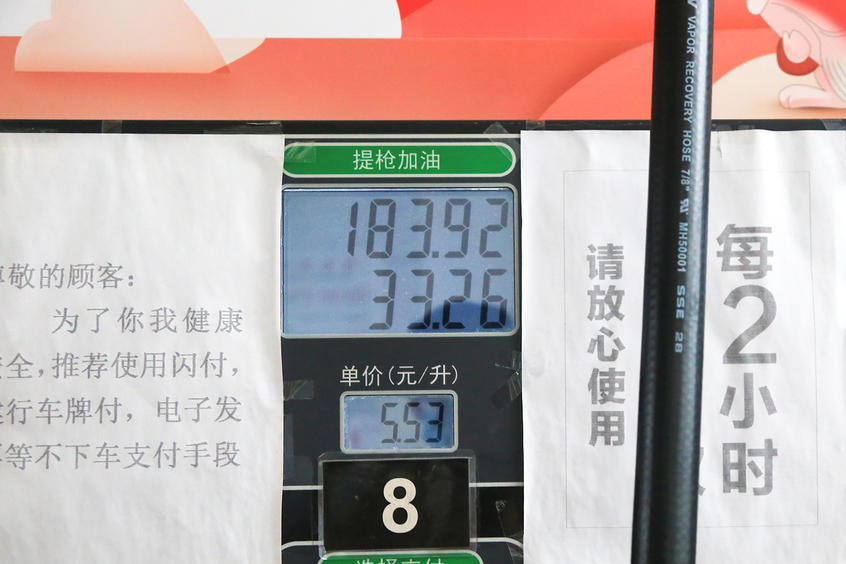 提枪加油
183.92
33.26
单价(元/升)
5.53
8
敬的顾客：
为了你我健康
全，推荐使用闪付，
行车牌付，电子发
等不下车支付手段
每2小时
请放心使用
VAPOR RECOVERY HOSE 7/8" MH50001 SSE 28